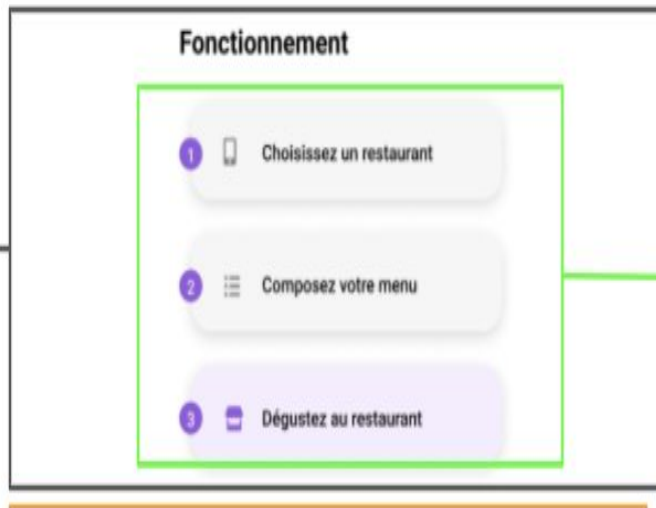 Fonctionnement
1 Choisissez un restaurant
2 Composez votre menu
3 Dégustez au restaurant